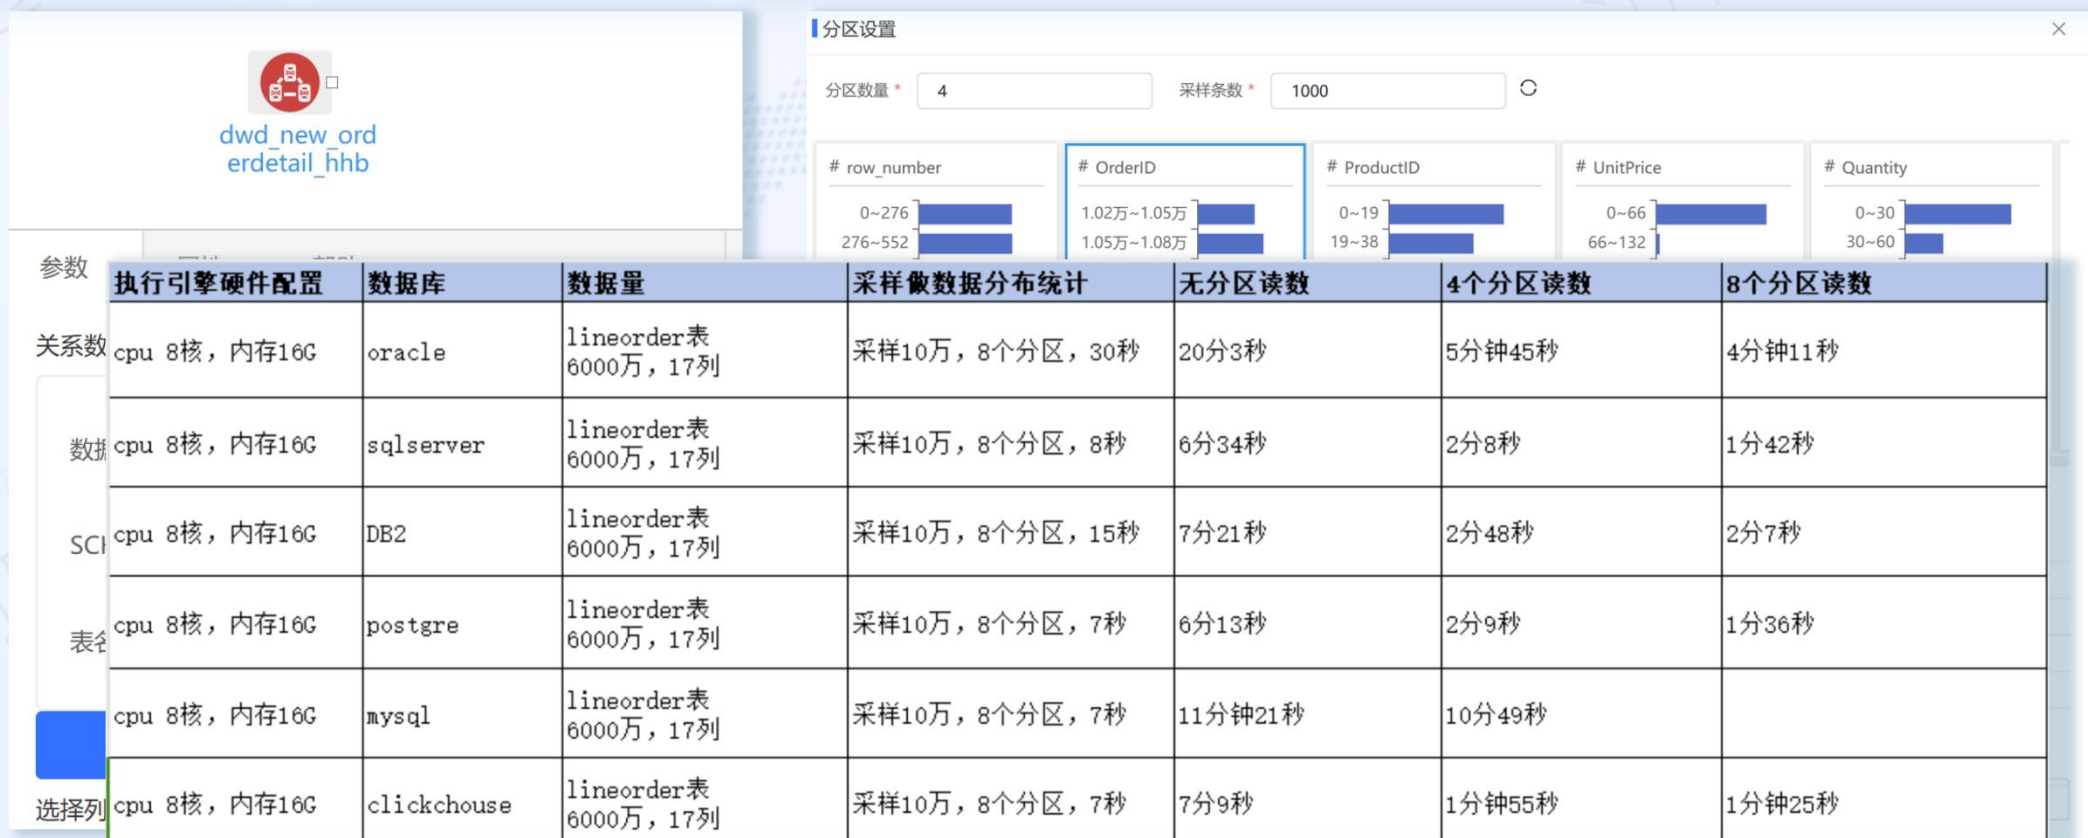 dwd_new_ord
erdetail_hhb
参数
关系数
数据
表名
选择列
分区设置
分区数量 * 4 采样条数 * 1000
# row_number
0~276
276~552
# OrderID
1.02万~1.05万
1.05万~1.08万
# ProductID
0~19
19~38
# UnitPrice
0~66
66~132
# Quantity
0~30
30~60
执行引擎硬件配置 数据库 数据量 采样做数据分布统计 无分区读数 4个分区读数 8个分区读数
cpu 8核，内存16G oracle lineorder表
6000万，17列 采样10万，8个分区，30秒 20分3秒 5分钟45秒 4分钟11秒
cpu 8核，内存16G sqlserver lineorder表
6000万，17列 采样10万，8个分区，8秒 6分34秒 2分8秒 1分42秒
cpu 8核，内存16G DB2 lineorder表
6000万，17列 采样10万，8个分区，15秒 7分21秒 2分48秒 2分7秒
cpu 8核，内存16G postgre lineorder表
6000万，17列 采样10万，8个分区，7秒 6分13秒 2分9秒 1分36秒
cpu 8核，内存16G mysql lineorder表
6000万，17列 采样10万，8个分区，7秒 11分钟21秒 10分49秒
cpu 8核，内存16G clickchouse lineorder表
6000万，17列 采样10万，8个分区，7秒 7分9秒 1分钟55秒 1分钟25秒